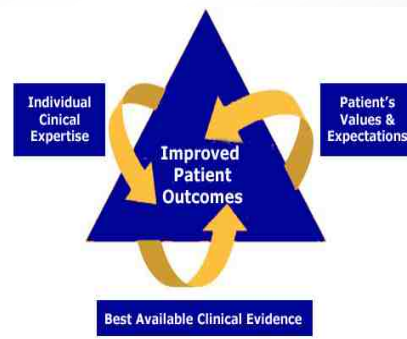 Individual
Cinical
Expertise
Patient's
Values &
Expectations
Improved
Patient
Outcomes
Best Available Clinical Evidence